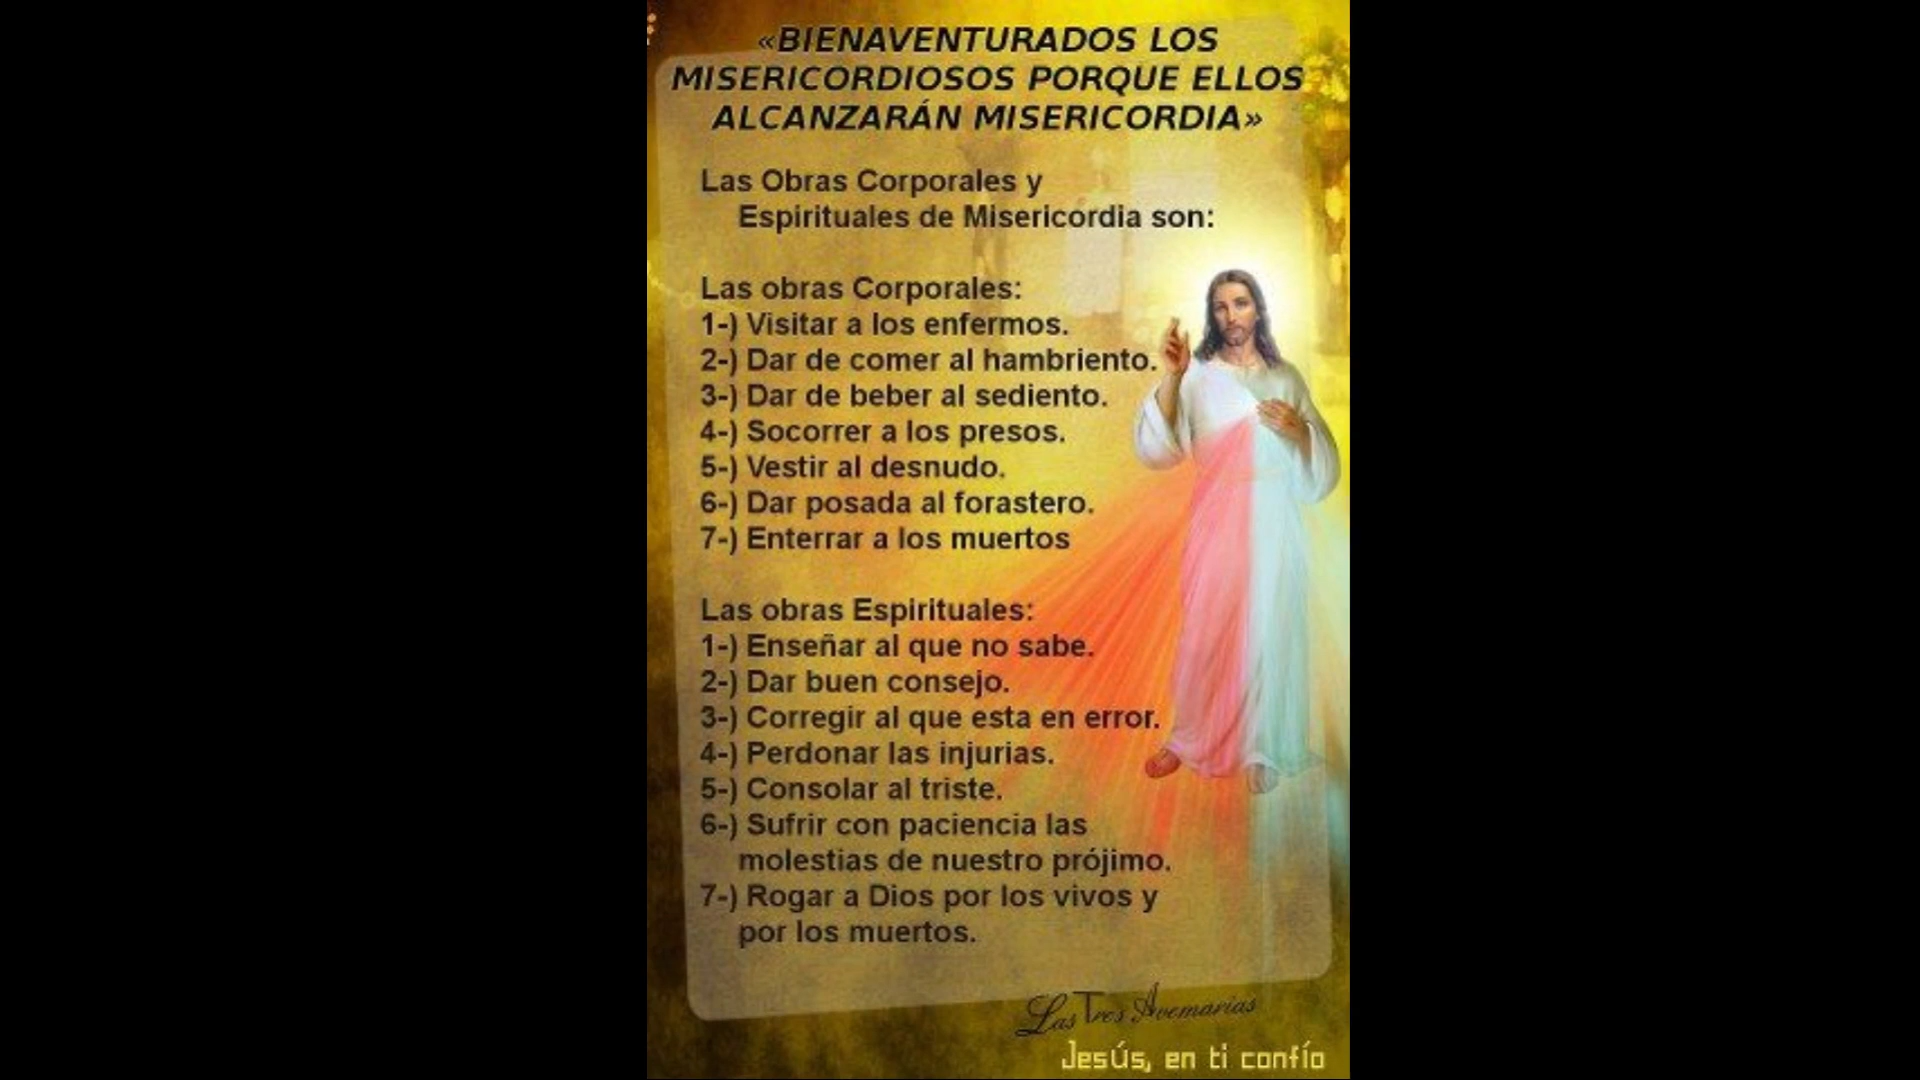 «BIENAVENTURADOS LOS
MISERICORDIOSOS PORQUE ELLOS
ALCANZARÁN MISERICORDIA»
Las Obras Corporales y
Espirituales de Misericordia son:
Las obras Corporales:
1-) Visitar a los enfermos.
2-) Dar de comer al hambriento.
3-) Dar de beber al sediento.
4-) Socorrer a los presos.
5-) Vestir al desnudo.
6-) Dar posada al forastero.
7-) Enterrar a los muertos
Las obras Espirituales:
1-) Enseñar al que no sabe.
2-) Dar buen consejo.
3-) Corregir al que esta en error.
4-) Perdonar las injurias.
5-) Consolar al triste.
6-) Sufrir con paciencia las
molestias de nuestro prójimo.
7-) Rogar a Dios por los vivos y
por los muertos.
Las Tres Avemarías
Jesús, en ti confío